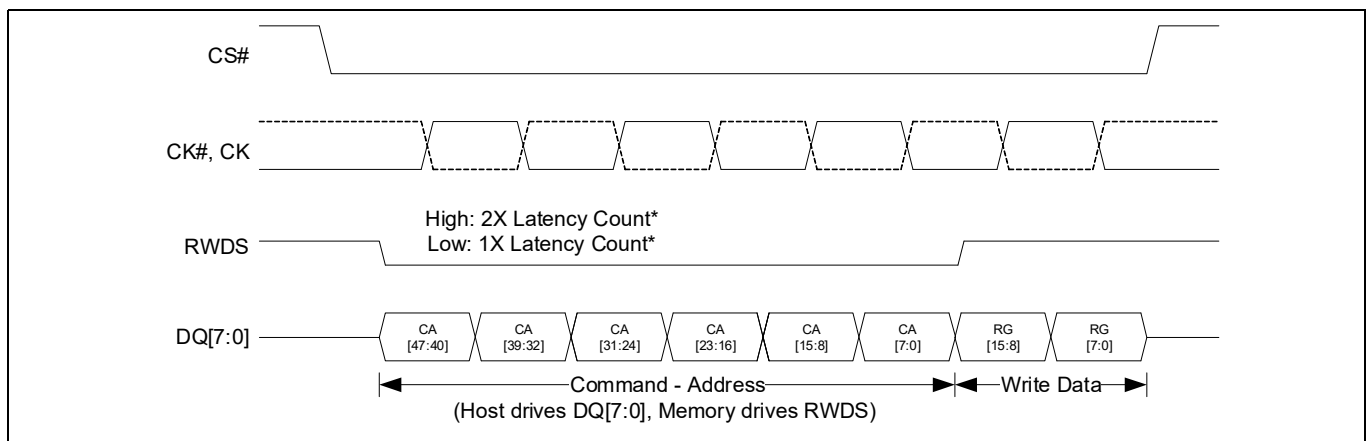 CS#
CK#, CK
High: 2X Latency Count*
Low: 1X Latency Count*
RWDS
DQ[7:0]
CA
[47:40]
CA
[39:32]
CA
[31:24]
CA
[23:16]
CA
[15:8]
CA
[7:0]
RG
[15:8]
RG
[7:0]
Command - Address
Write Data
(Host drives DQ[7:0], Memory drives RWDS)